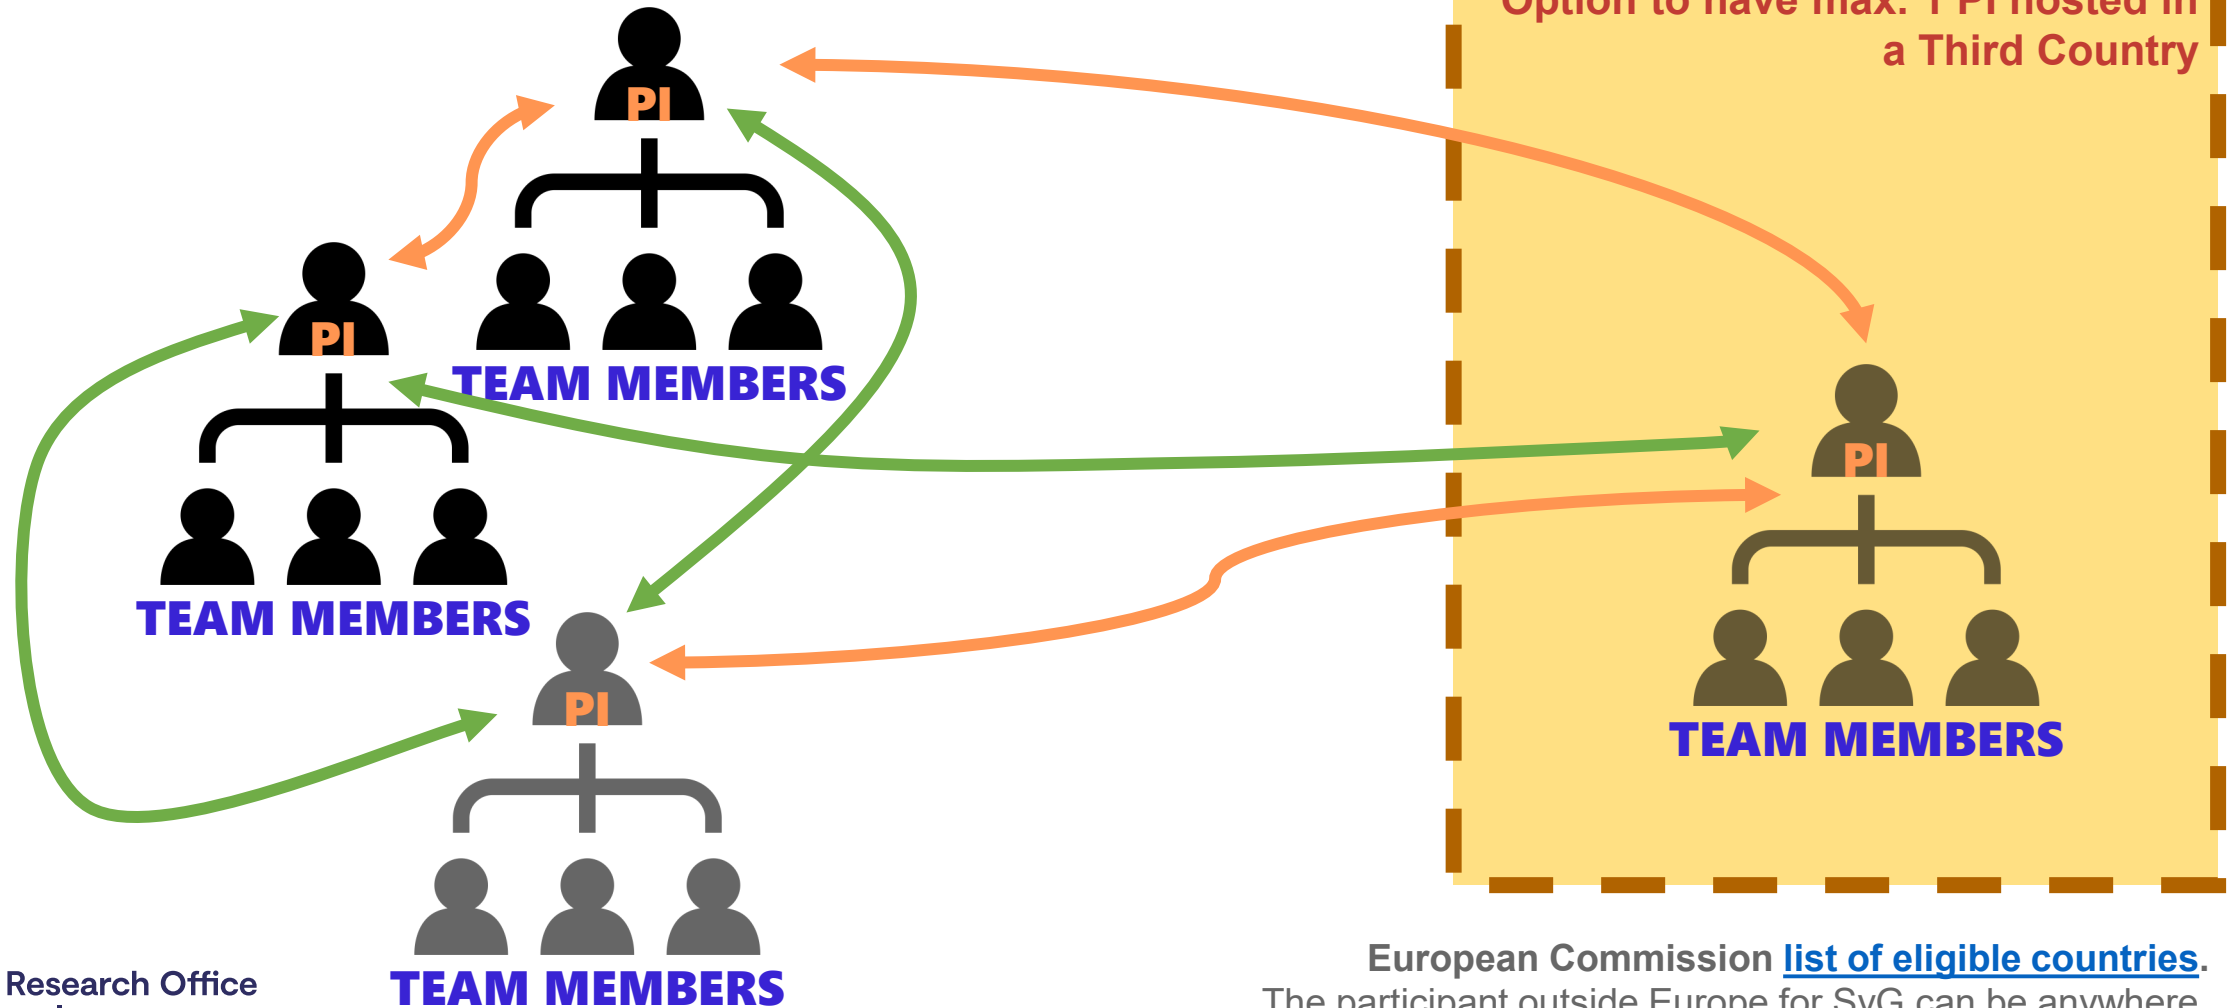 Option to have max. 1 PI hosted in
a Third Country
PI
TEAM MEMBERS
PI
TEAM MEMBERS
PI
TEAM MEMBERS
PI
TEAM MEMBERS
European Commission list of eligible countries.
The participant outside Europe for SyG can be anywhere
Research Office